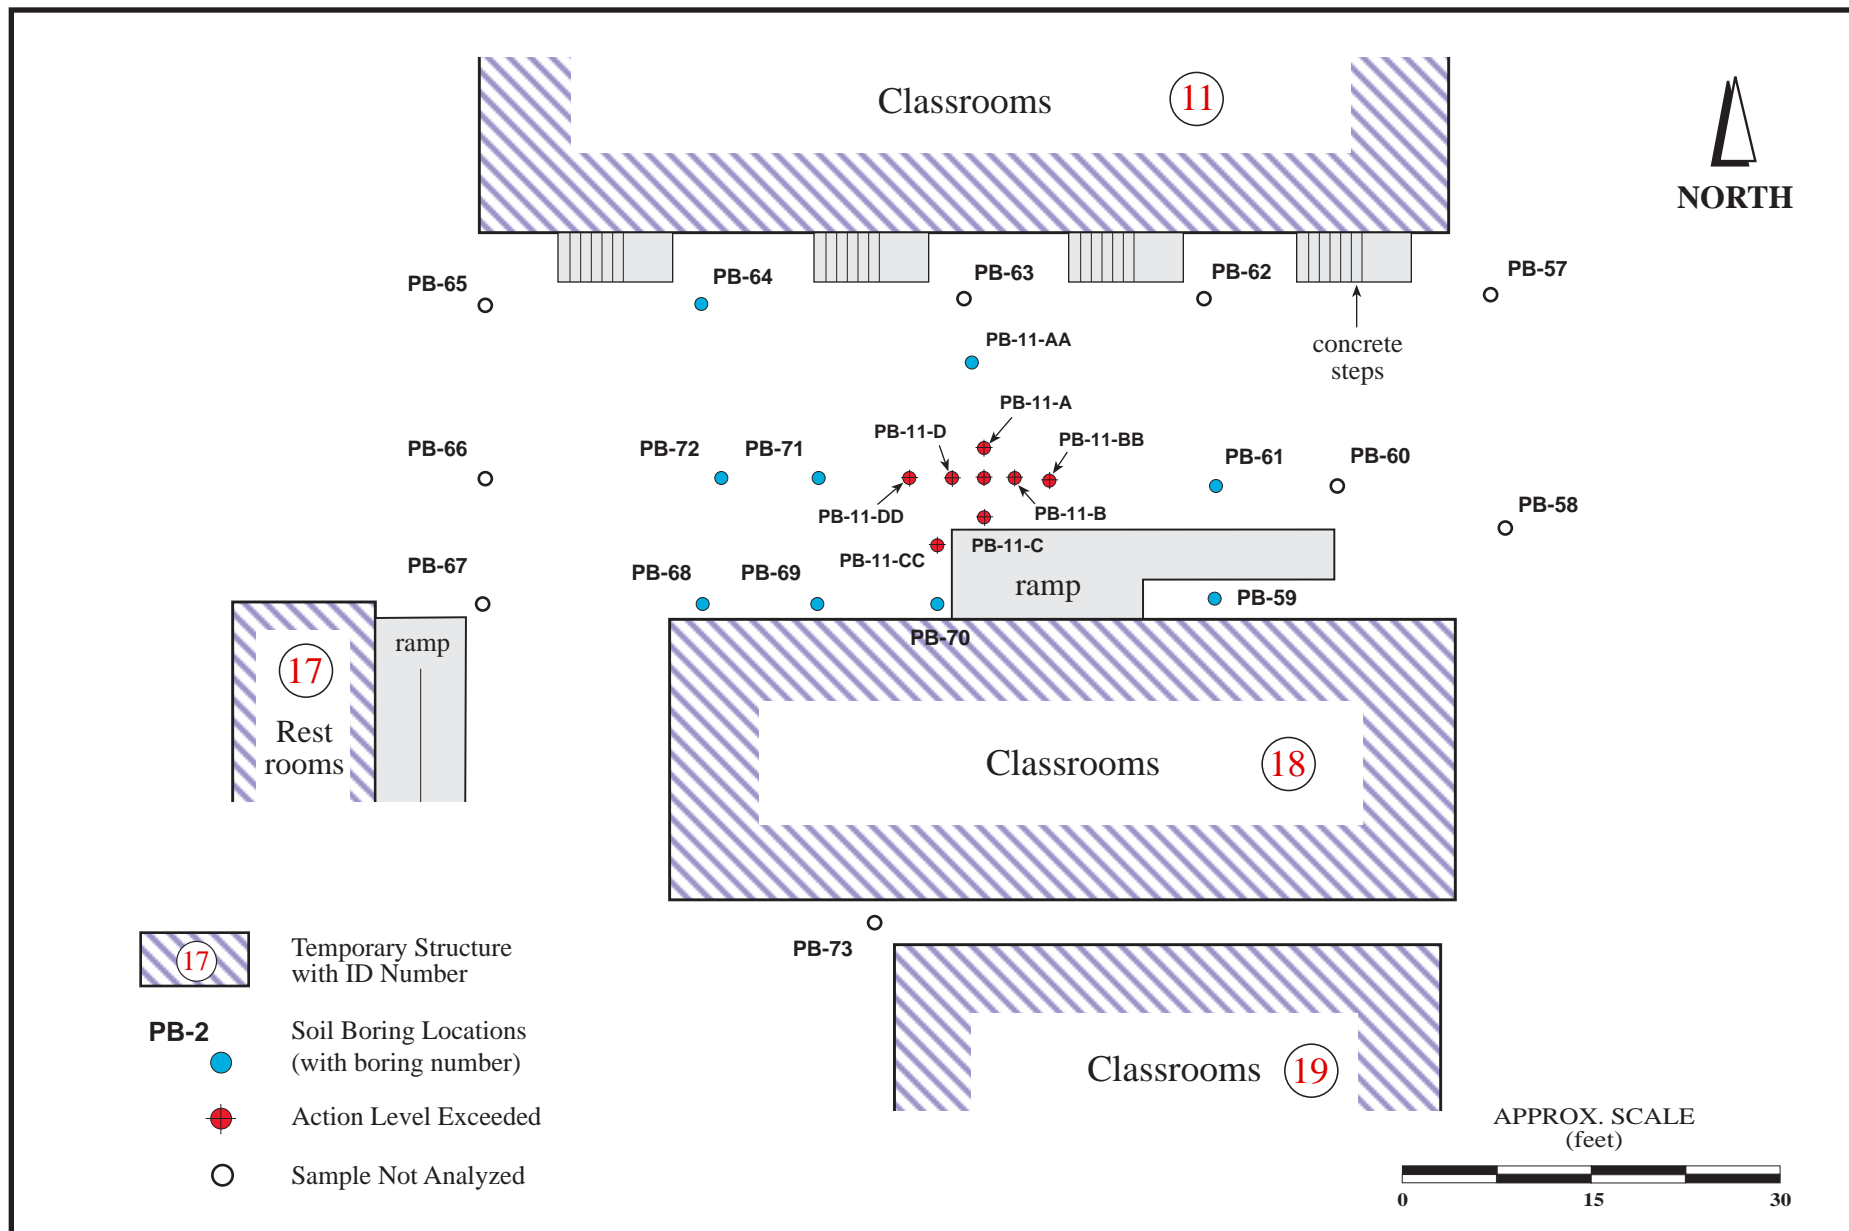 Classrooms
11
NORTH
PB-65
PB-64
PB-63
PB-62
PB-57
concrete
steps
PB-11-AA
PB-11-A
PB-11-D
PB-11-BB
PB-66
PB-72
PB-71
PB-61
PB-60
PB-58
PB-11-DD
PB-11-B
PB-11-C
PB-11-CC
PB-67
PB-68
PB-69
ramp
PB-59
PB-70
ramp
17
Rest
rooms
Classrooms
18
PB-73
Classrooms
19
17
Temporary Structure
with ID Number
PB-2
Soil Boring Locations
(with boring number)
Action Level Exceeded
Sample Not Analyzed
APPROX. SCALE
(feet)
0
15
30